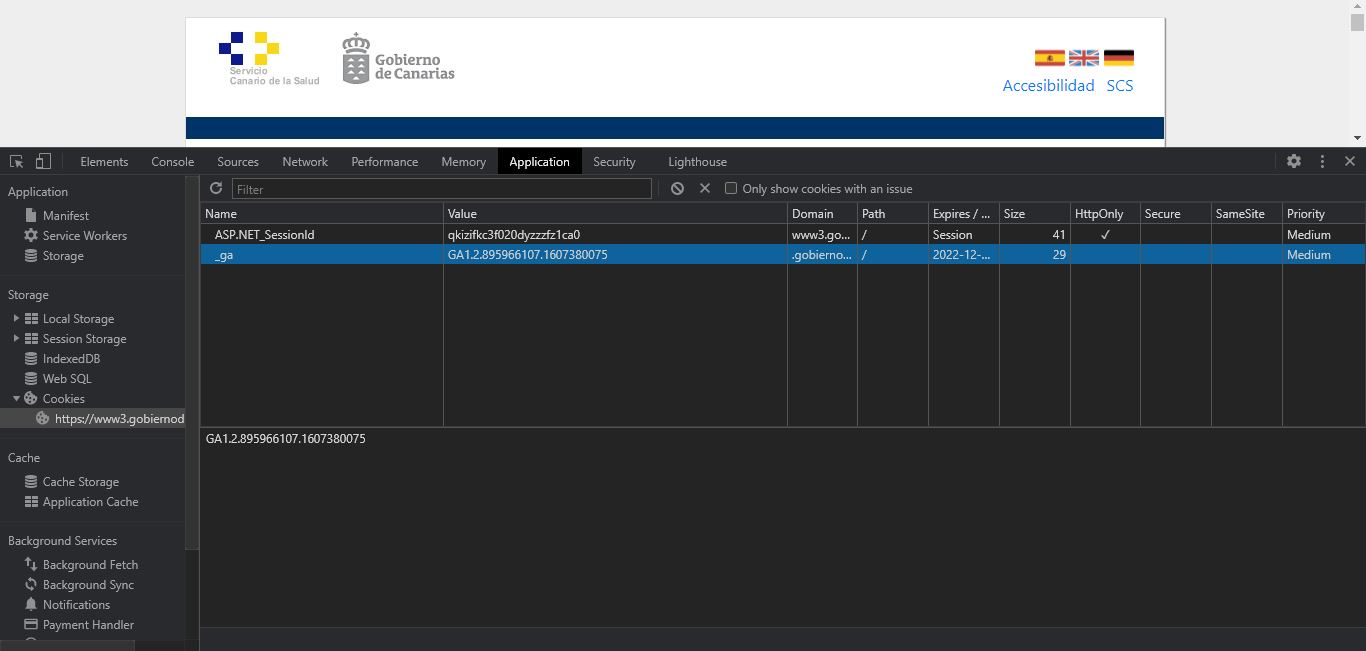 Servicio
Canario de la Salud
Gobierno
de Canarias
Accesibilidad SCS
Elements Console Sources Network Performance Memory Application Security Lighthouse
Application
Manifest
Service Workers
Storage
Storage
Local Storage
Session Storage
IndexedDB
Web SQL
Cookies
https://www3.gobiernod
Cache
Cache Storage
Application Cache
Background Services
Background Fetch
Background Sync
Notifications
Payment Handler
Filter Only show cookies with an issue
Name Value Domain Path Expires / ... Size HttpOnly Secure SameSite Priority
ASP.NET_SessionId qkizifkc3f020dyzzzfz1ca0 www3.go... / Session 41 ✓ Medium
_ga GA1.2.895966107.1607380075 .gobierno... / 2022-12-... 29 Medium
GA1.2.895966107.1607380075